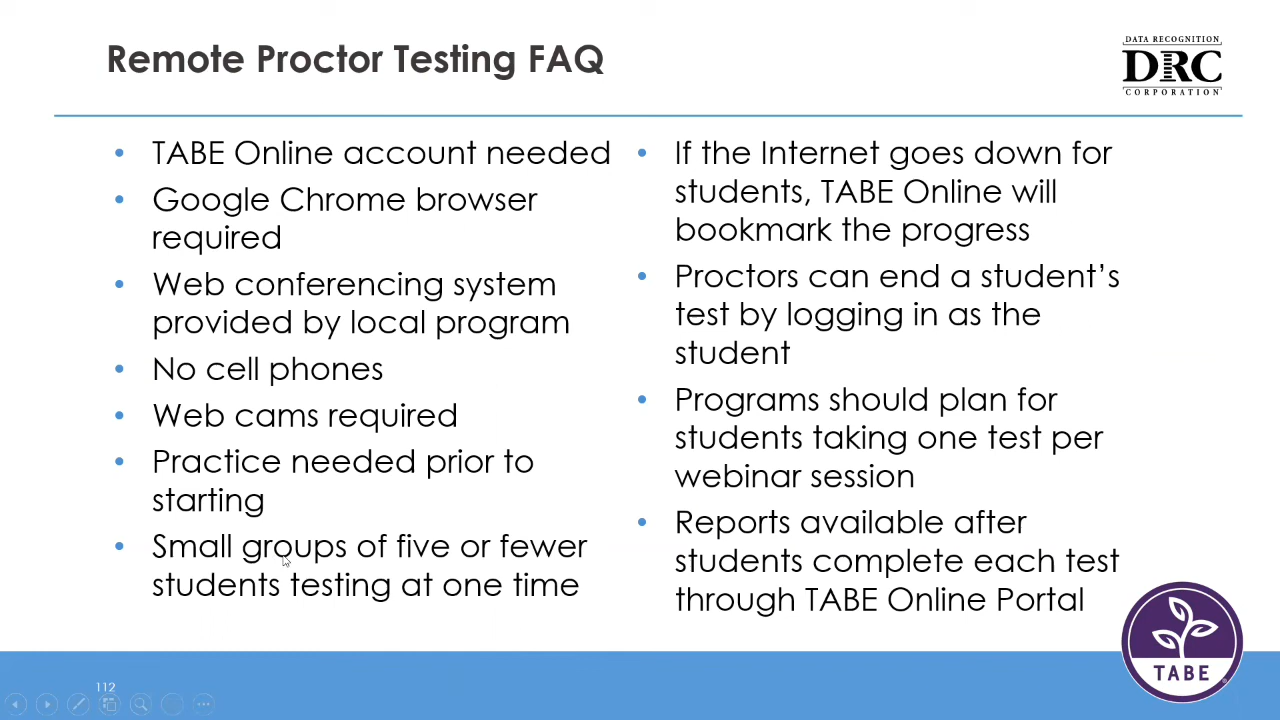 Remote Proctor Testing FAQ
DATA RECOGNITION
DRC
CORPORATION
• TABE Online account needed
• Google Chrome browser
required
• Web conferencing system
provided by local program
• No cell phones
• Web cams required
• Practice needed prior to
starting
• Small groups of five or fewer
students testing at one time
• If the Internet goes down for
students, TABE Online will
bookmark the progress
• Proctors can end a student’s
test by logging in as the
student
• Programs should plan for
students taking one test per
webinar session
• Reports available after
students complete each test
through TABE Online Portal
TABE
112